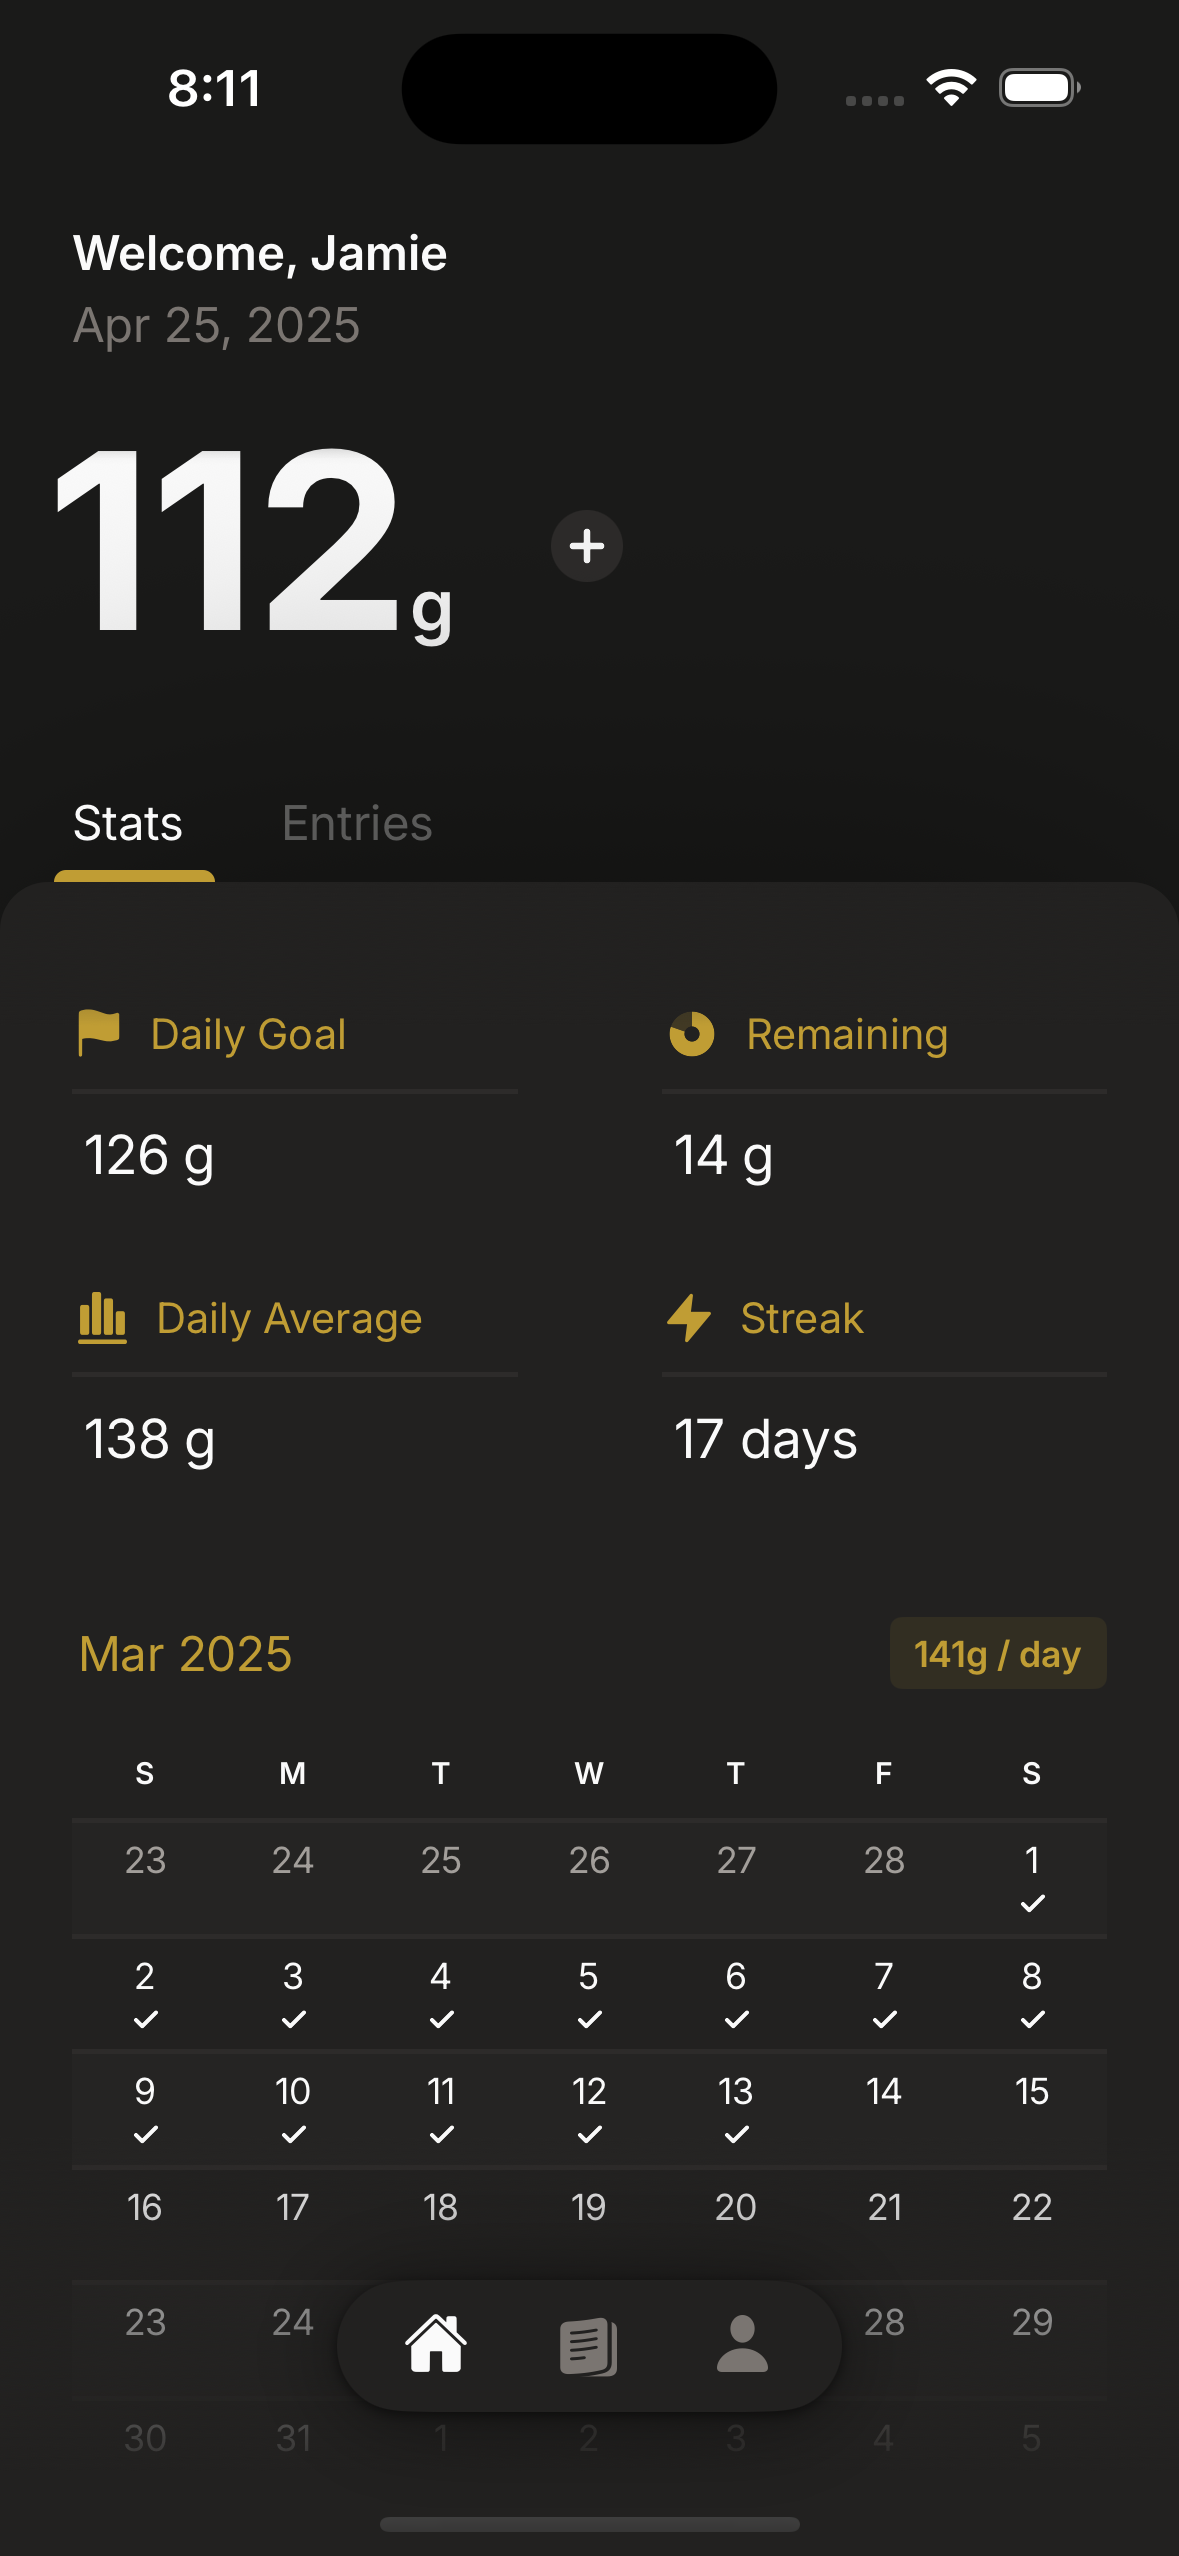 8:11
Welcome, Jamie
Apr 25, 2025
112g
Stats Entries
Daily Goal Remaining
126 g 14 g
Daily Average Streak
138 g 17 days
Mar 2025 141g / day
S M T W T F S
23 24 25 26 27 28 1
2 3 4 5 6 7 8
9 10 11 12 13 14 15
16 17 18 19 20 21 22
23 24 28 29
30 31 1 2 3 4 5